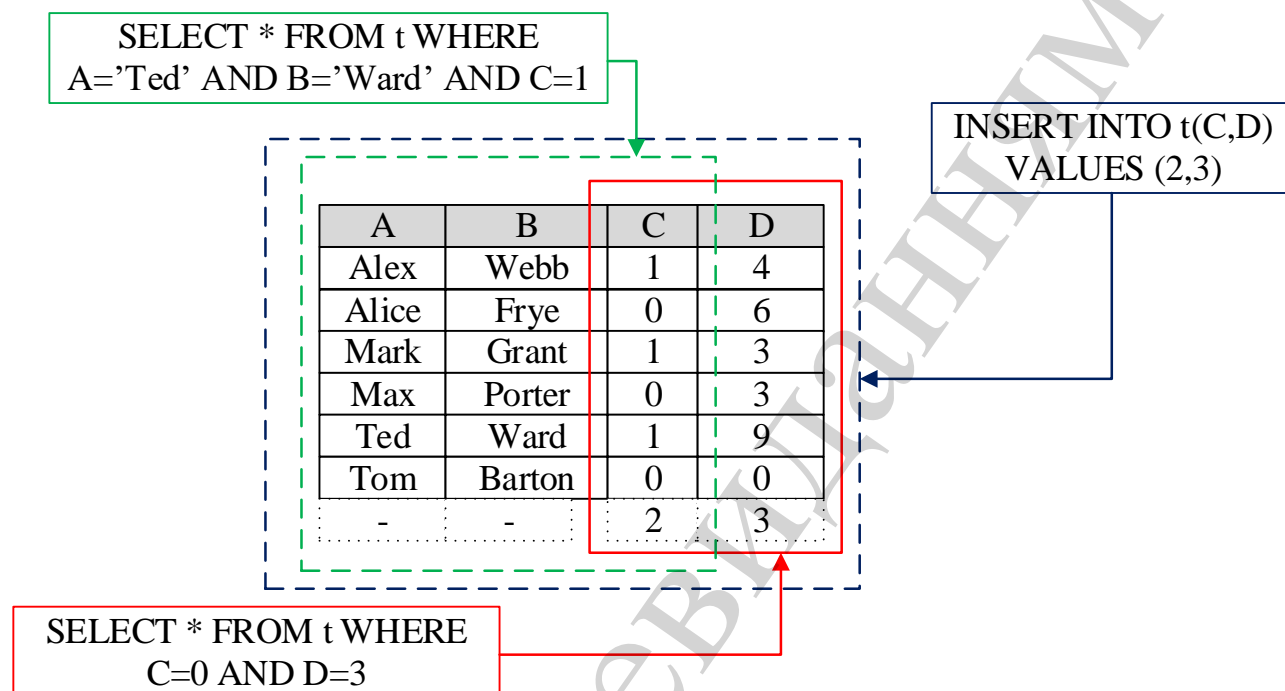 SELECT * FROM t WHERE
A=’Ted’ AND B=’Ward’ AND C=1
INSERT INTO t(C,D)
VALUES (2,3)
A B C D
Alex Webb 1 4
Alice Frye 0 6
Mark Grant 1 3
Max Porter 0 3
Ted Ward 1 9
Tom Barton 0 0
- - 2 3
SELECT * FROM t WHERE
C=0 AND D=3